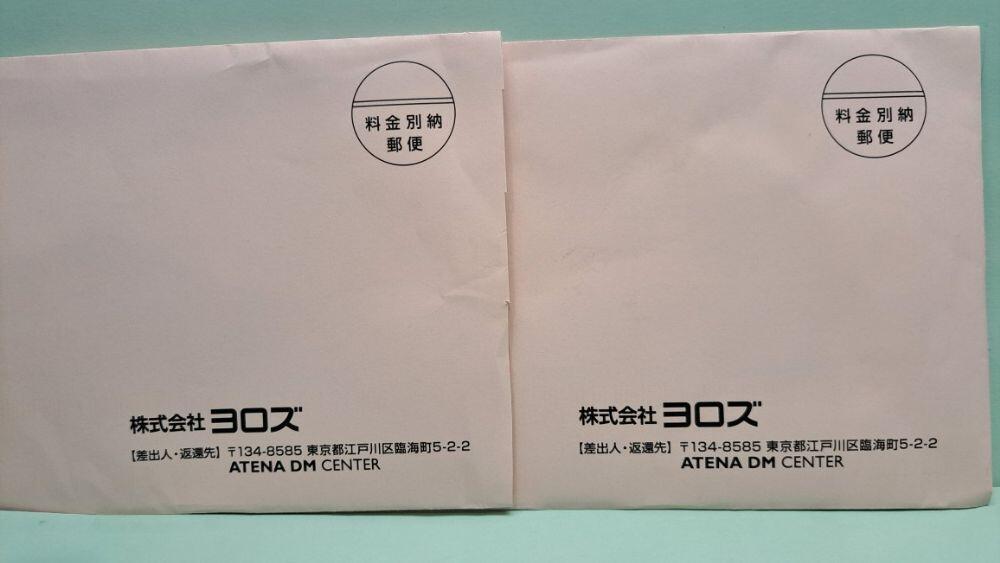 料金別納
郵便
株式会社 ヨロズ
【差出人・返還先】〒134-8585 東京都江戸川区臨海町5-2-2
ATENA DM CENTER
料金別納
郵便
株式会社 ヨロズ
【差出人・返還先】〒134-8585 東京都江戸川区臨海町5-2-2
ATENA DM CENTER